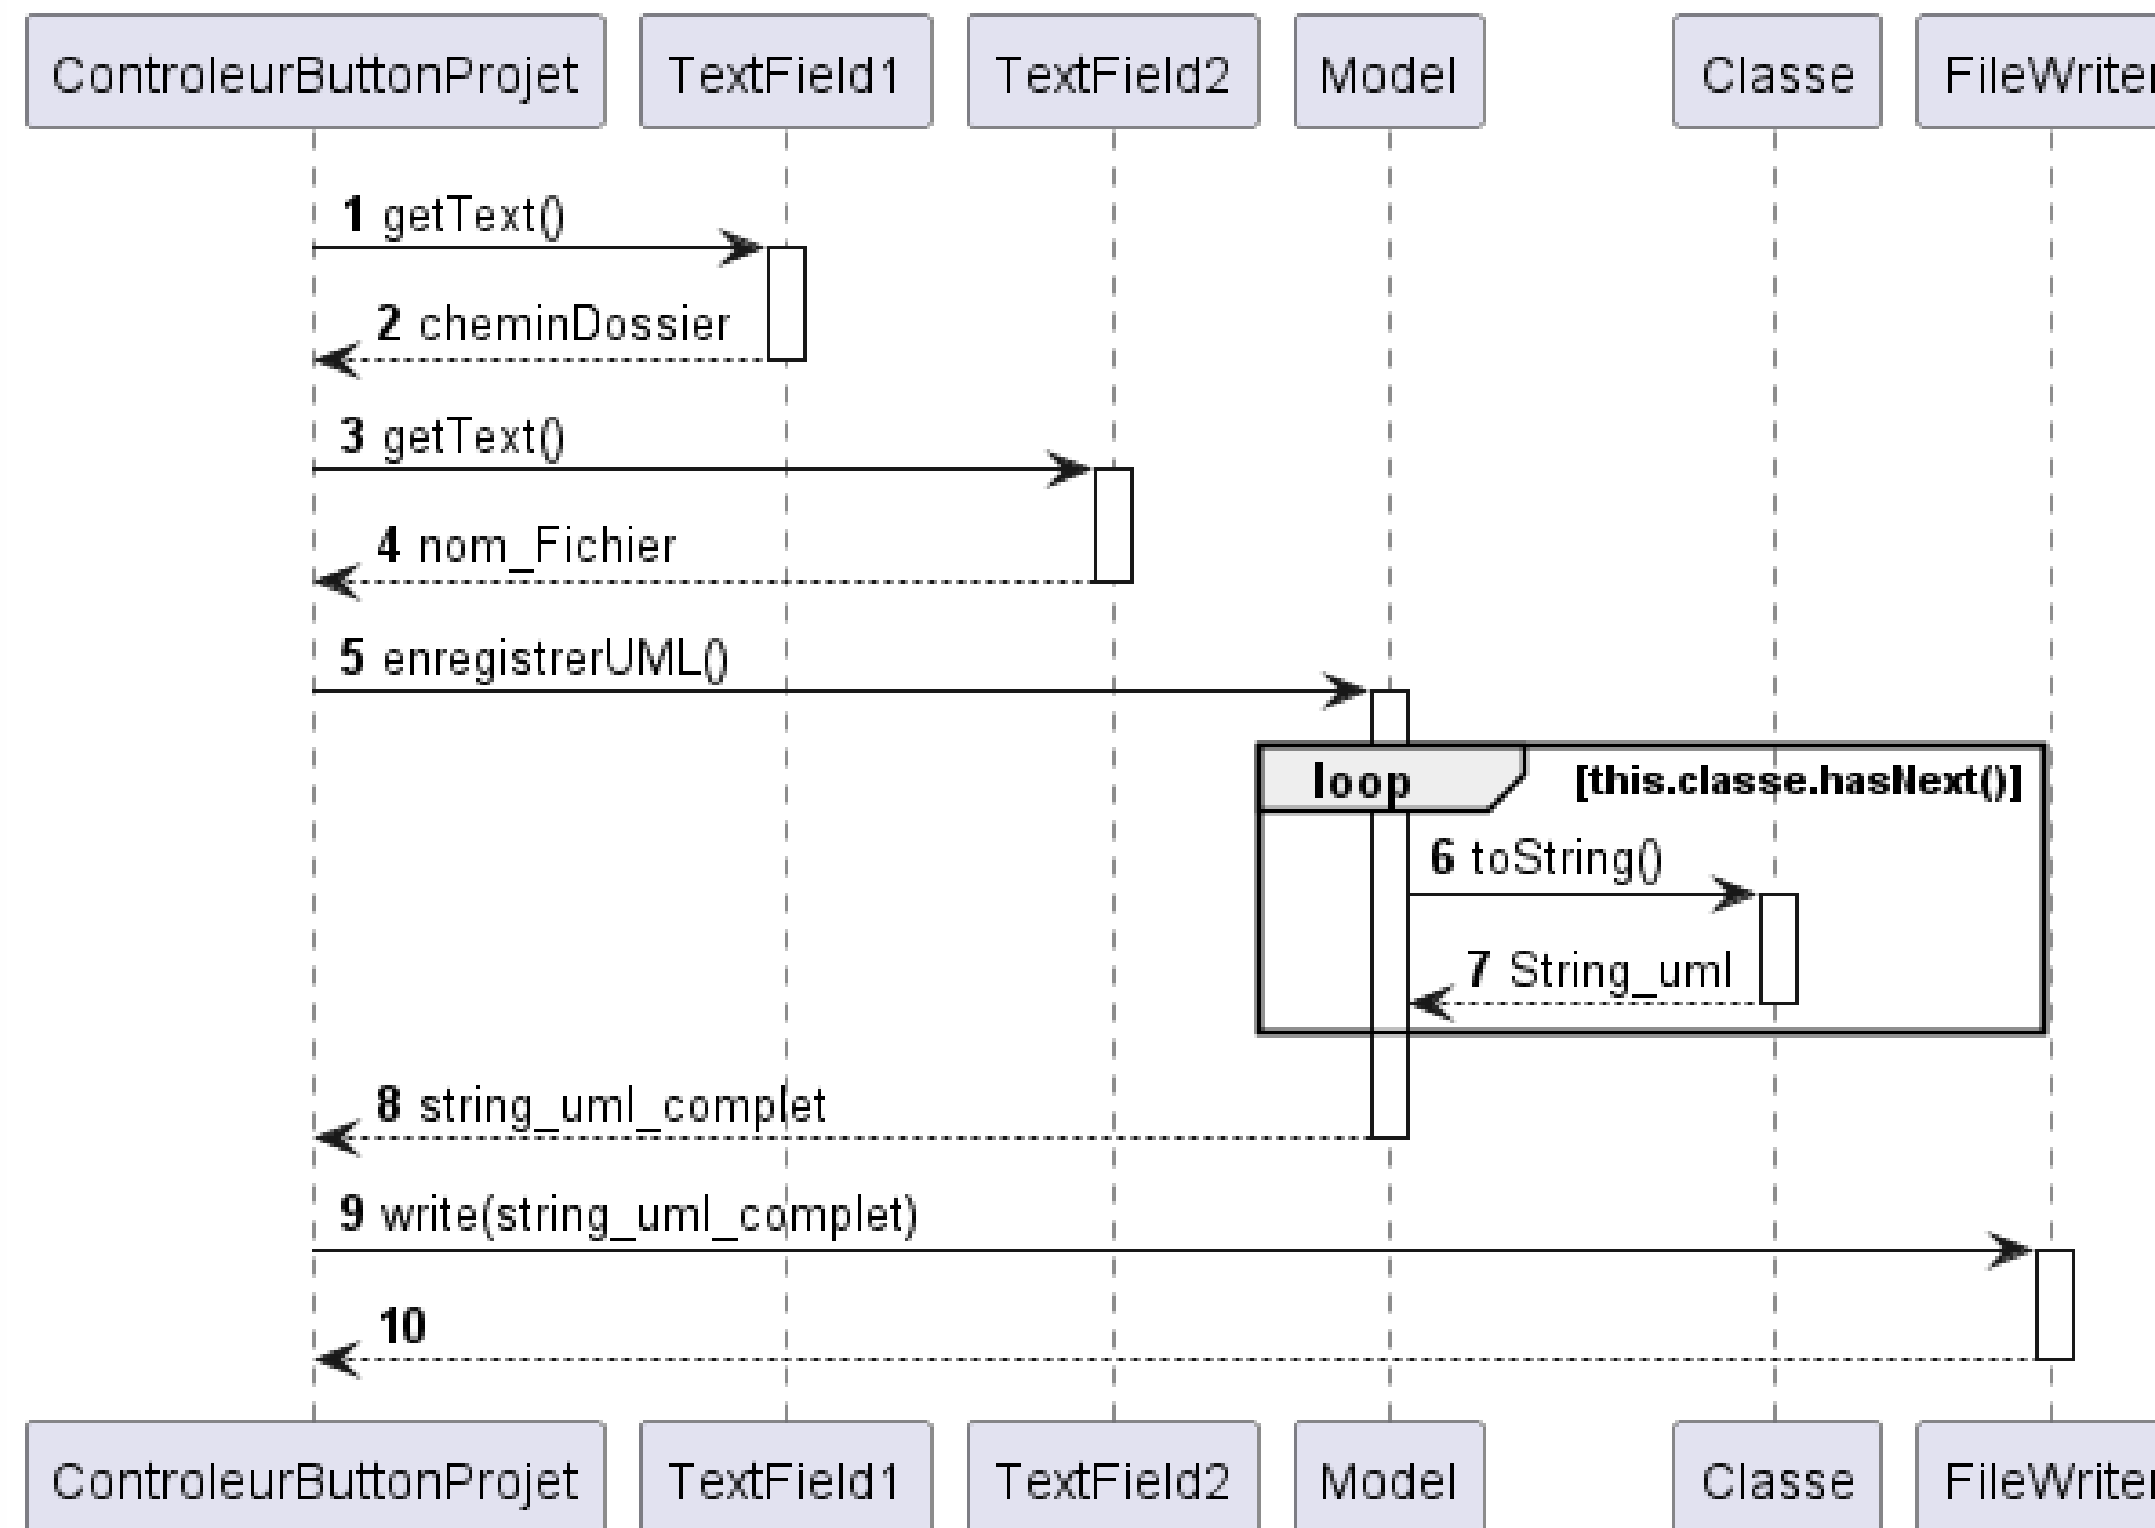 ControleurButtonProjet TextField1 TextField2 Model Classe FileWriter
1 getText()
2 cheminDossier
3 getText()
4 nom_Fichier
5 enregistrerUML()
loop [this.classe.hasNext()]
6 toString()
7 String_uml
8 string_uml_complet
9 write(string_uml_complet)
10
ControleurButtonProjet TextField1 TextField2 Model Classe FileWriter